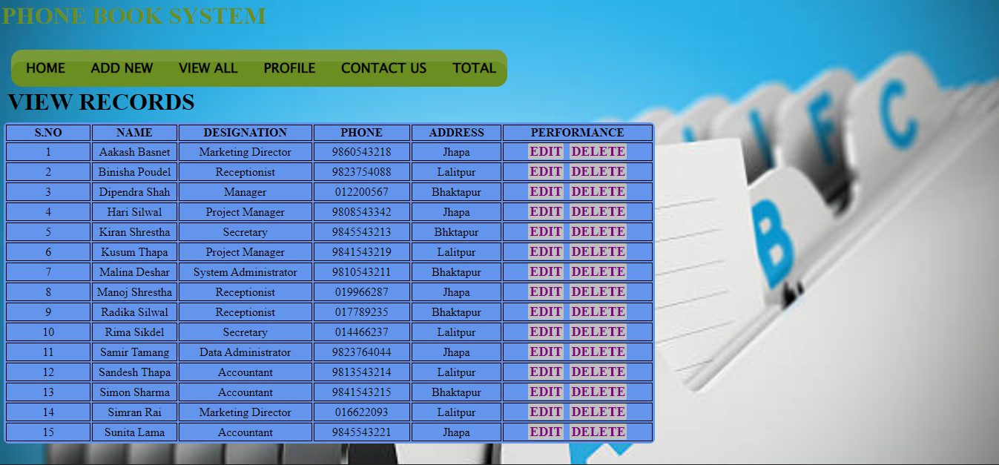 PHONE BOOK SYSTEM
HOME ADD NEW VIEW ALL PROFILE CONTACT US TOTAL
VIEW RECORDS
S.NO NAME DESIGNATION PHONE ADDRESS PERFORMANCE
1 Aakash Basnet Marketing Director 9860543218 Jhapa EDIT DELETE
2 Binisha Poudel Receptionist 9823754088 Lalitpur EDIT DELETE
3 Dipendra Shah Manager 012200567 Bhaktapur EDIT DELETE
4 Hari Silwal Project Manager 9808543342 Jhapa EDIT DELETE
5 Kiran Shrestha Secretary 9845543213 Bhktapur EDIT DELETE
6 Kusum Thapa Project Manager 9841543219 Lalitpur EDIT DELETE
7 Malina Deshar System Administrator 9810543211 Bhaktapur EDIT DELETE
8 Manoj Shrestha Receptionist 019966287 Jhapa EDIT DELETE
9 Radika Silwal Receptionist 017789235 Bhaktapur EDIT DELETE
10 Rima Sikdel Secretary 014466237 Lalitpur EDIT DELETE
11 Samir Tamang Data Administrator 9823764044 Jhapa EDIT DELETE
12 Sandesh Thapa Accountant 9813543214 Lalitpur EDIT DELETE
13 Simon Sharma Accountant 9841543215 Bhaktapur EDIT DELETE
14 Simran Rai Marketing Director 016622093 Lalitpur EDIT DELETE
15 Sunita Lama Accountant 9845543221 Jhapa EDIT DELETE
F C
B